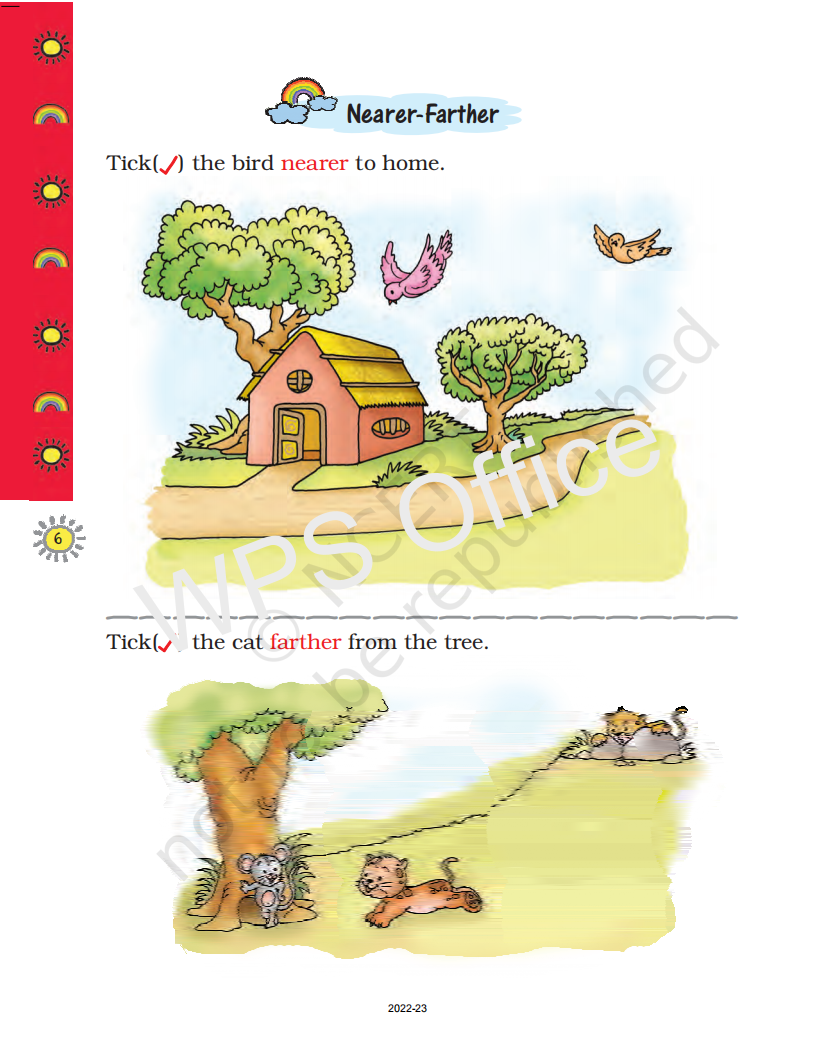 Nearer-Farther
Tick(✓) the bird nearer to home.
6
WPS Office
© NCERT
not to be republished
Tick(✓) the cat farther from the tree.
2022-23